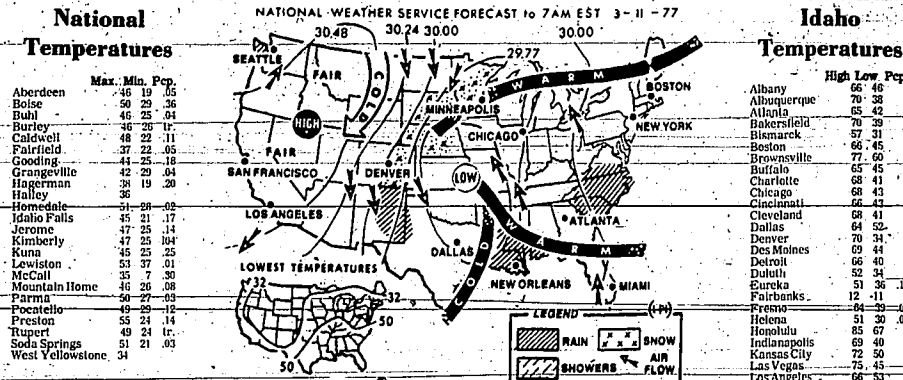 National
Temperatures
Max. Min. Pcp.
Aberdeen 46 19 .05
Boise 50 29 .36
Buhl 46 25 .04
Burley 46 26 tr.
Caldwell 48 22 .11
Fairfield 37 22 .05
Gooding 44 25 .18
Grangeville 42 29 .04
Hagerman 38 19 .20
Hailey 36
Homedale 51 28 .02
Idaho Falls 45 21 .17
Jerome 47 25 .14
Kimberly 47 25 .04
Kuna 45 25 .25
Lewiston 53 37 .01
McCall 35 7 .30
Mountain Home 46 26 .08
Parma 50 27 .03
Pocatello 49 29 .12
Preston 55 24 .14
Rupert 49 24 tr.
Soda Springs 51 21 .03
West Yellowstone 34
NATIONAL WEATHER SERVICE FORECAST to 7AM EST 3-11-77
30.48
30.24
30.00
29.77
30.00
SEATTLE
FAIR
COLD
WARM
MINNEAPOLIS
BOSTON
HIGH
CHICAGO
NEW YORK
FAIR
SAN FRANCISCO
DENVER
LOW
LOS ANGELES
ATLANTA
DALLAS
COLD
WARM
NEW ORLEANS
MIAMI
LOWEST TEMPERATURES
32
32
50
50
LEGEND
RAIN
SNOW
SHOWERS
AIR
FLOW
Idaho
Temperatures
High Low Pcp
Albany 66 46
Albuquerque 70 38
Atlanta 65 42
Bakersfield 70 39
Bismarck 57 31
Boston 66 45
Brownsville 77 60
Buffalo 65 45
Charlotte 68 41
Chicago 68 43
Cincinnati 66 43
Cleveland 68 41
Dallas 64 52
Denver 70 34
Des Moines 69 44
Detroit 66 40
Duluth 52 34
Eureka 51 36 .1
Fairbanks 12 -11
Fresno 64 39 .0
Helena 51 30 .0
Honolulu 85 67
Indianapolis 69 40
Kansas City 72 50
Las Vegas 75 45
Los Angeles 66 53